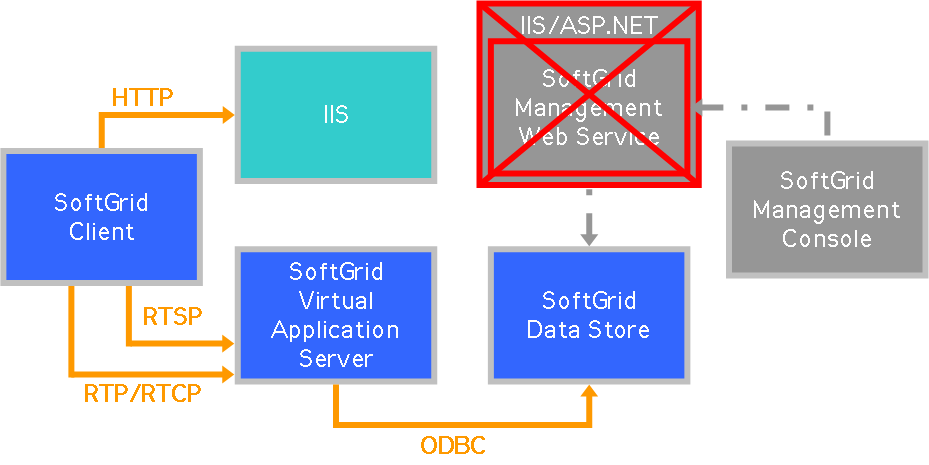 HTTP
IIS
IIS/ASP.NET
SoftGrid
Management
Web Service
SoftGrid
Client
SoftGrid
Management
Console
SoftGrid
Virtual
Application
Server
SoftGrid
Data Store
RTSP
RTP/RTCP
ODBC